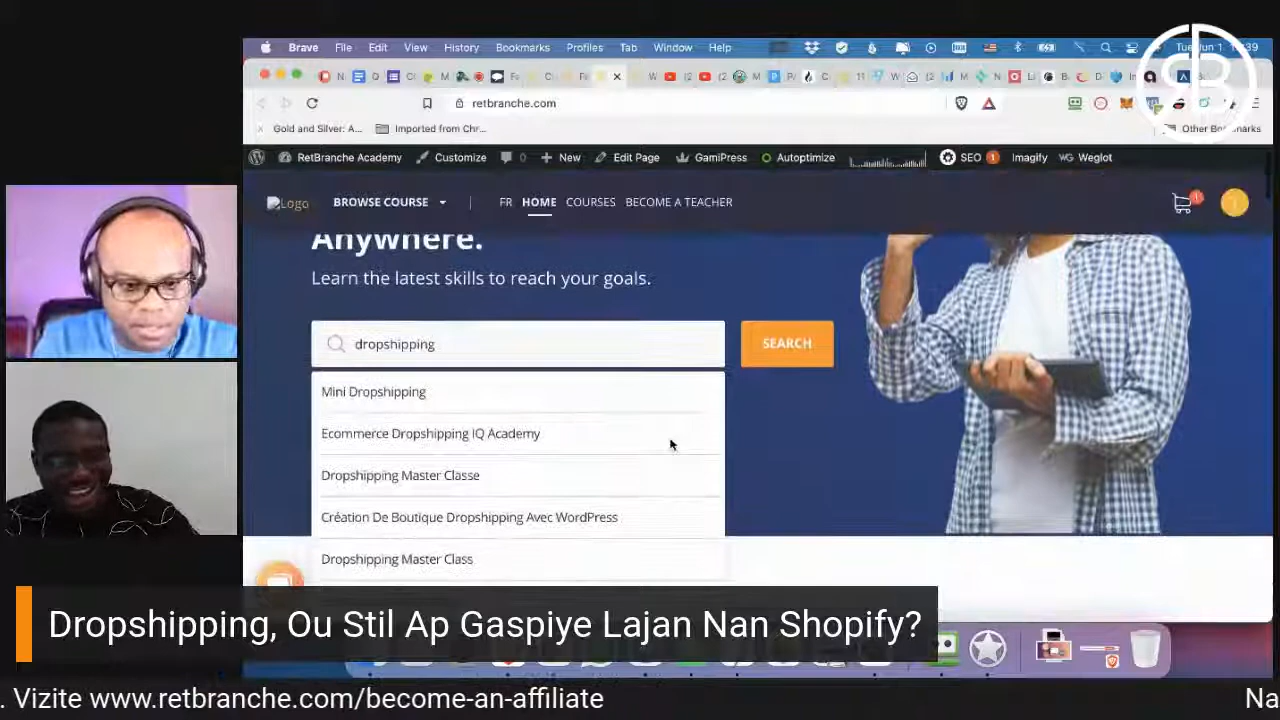 Brave File Edit View History Bookmarks Profiles Tab Window Help
retbranche.com
Gold and Silver: A... Imported from Chr... Other Bookmarks
RetBranche Academy Customize 0 New Edit Page GamiPress Autoptimize SEO 1 Imagify WG Weglot
Logo BROWSE COURSE FR HOME COURSES BECOME A TEACHER 1
Anywhere.
Learn the latest skills to reach your goals.
dropshipping SEARCH
Mini Dropshipping
Ecommerce Dropshipping IQ Academy
Dropshipping Master Classe
Création De Boutique Dropshipping Avec WordPress
Dropshipping Master Class
Dropshipping, Ou Stil Ap Gaspiye Lajan Nan Shopify?
. Vizite www.retbranche.com/become-an-affiliate Na